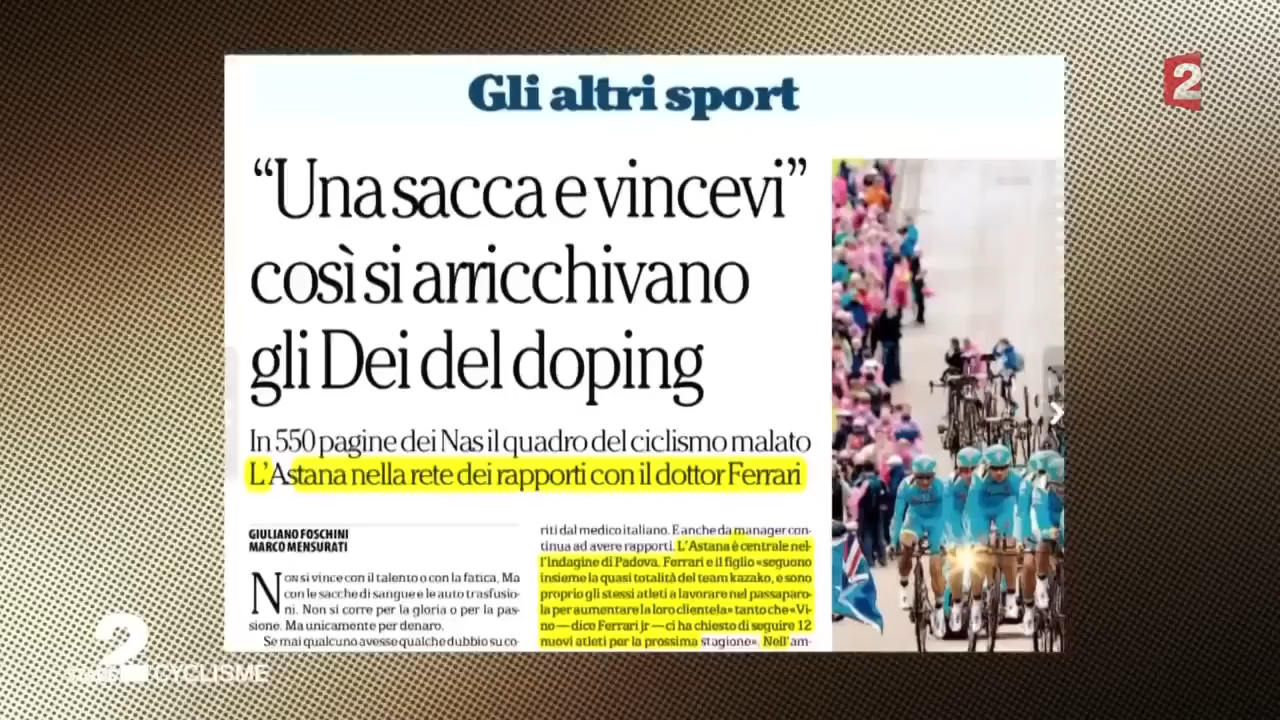 Gli altri sport
2
“Una sacca e vincevi”
così si arricchivano
gli Dei del doping
In 550 pagine dei Nas il quadro del ciclismo malato
L'Astana nella rete dei rapporti con il dottor Ferrari
GIULIANO FOSCHINI
MARCO MENSURATI
Non si vince con il talento o con la fatica. Ma
con le sacche di sangue e le auto trasfusio-
ni. Non si corre per la gloria o per la pas-
sione. Ma unicamente per denaro.
Se mai qualcuno avesse qualche dubbio su co-
riti dal medico italiano. E anche da manager con-
tinua ad avere rapporti. L'Astana è centrale nel-
l'indagine di Padova. Ferrari e il figlio «seguono
insieme la quasi totalità del team kazako, e sono
proprio gli stessi atleti a lavorare nel passaparo-
la per aumentare la loro clientela» tanto che «Vi-
no — dice Ferrari jr — ci ha chiesto di seguire 12
nuovi atleti per la prossima stagione». Nell'am-
2
CYCLISME